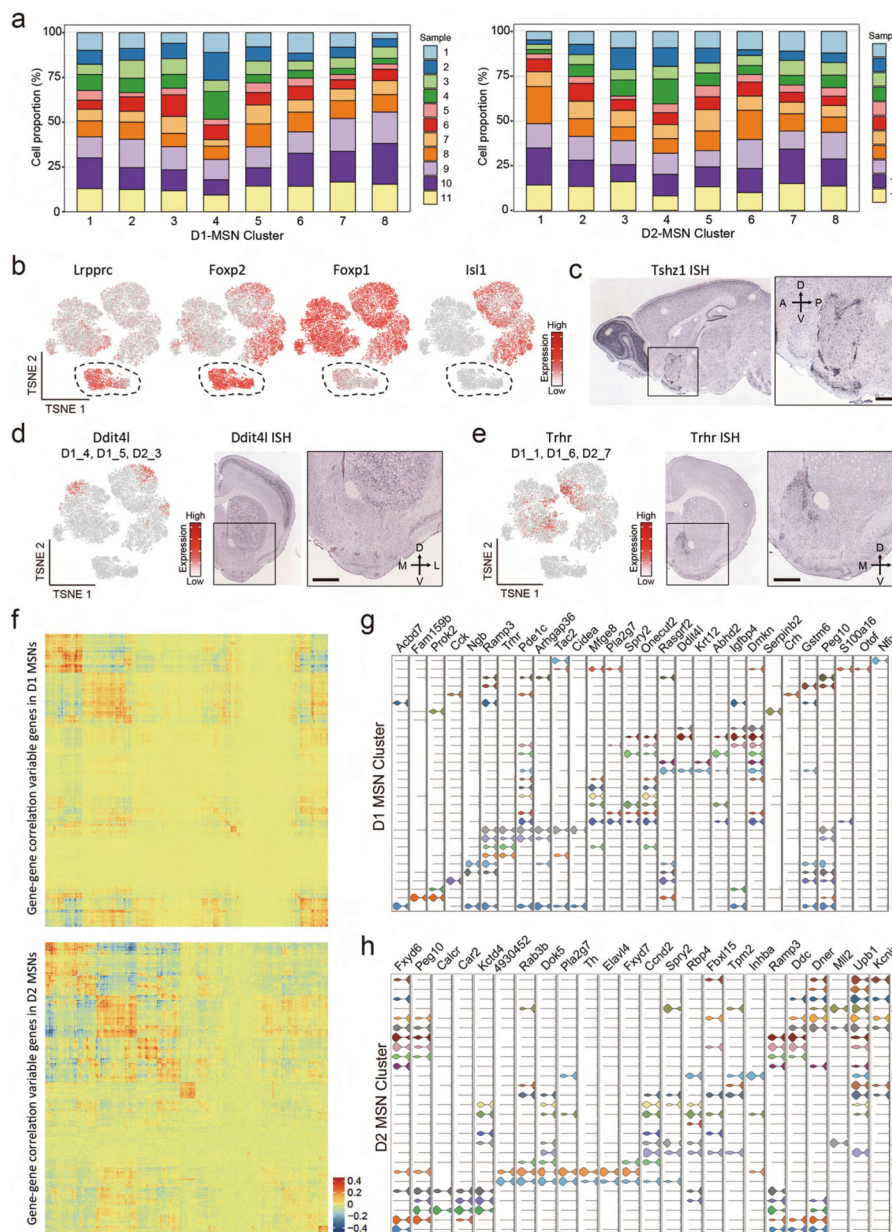 a
100
75
50
25
0
Cell proportion (%)
1 2 3 4 5 6 7 8
D1-MSN Cluster
Sample
1
2
3
4
5
6
7
8
9
10
11
100
75
50
25
0
Cell proportion (%)
1 2 3 4 5 6 7 8
D2-MSN Cluster
Sam
b
Lrpprc Foxp2 Foxp1 Isl1
TSNE 2
TSNE 1
High
Expression
Low
c
Tshz1 ISH
D
A P
V
d
Ddit4l
D1_4, D1_5, D2_3
Ddit4l ISH
TSNE 2
TSNE 1
High
Expression
Low
D
M L
V
e
Trhr
D1_1, D1_6, D2_7
Trhr ISH
TSNE 2
TSNE 1
High
Expression
Low
D
M
V
f
Gene-gene correlation variable genes in D1 MSNs
Gene-gene correlation variable genes in D2 MSNs
0.4
0.2
0
−0.2
−0.4
g
Acbd7 Fam159b Prok2 Cck Ngb Ramp3 Trhr Pde1c Arhgap36 Tac2 Cidea Mfge8 Pla2g7 Spry2 Onecut2 Rasgrf2 Ddit4l Krt12 Abhd2 Igfbp4 Dmkn Serpinb2 Crh Gstm6 Peg10 S100a16
D1 MSN Cluster
h
Fxyd6 Peg10 Calcr Car2 Kctd4 4930452 Rab3b Dok5 Pla2g7 Th Elavl4 Fxyd7 Ccnd2 Spry2 Rbp4 Fbxl15 Tpm2 Inhba Ramp3 Ddc Dner Mll2 Upb1
D2 MSN Cluster